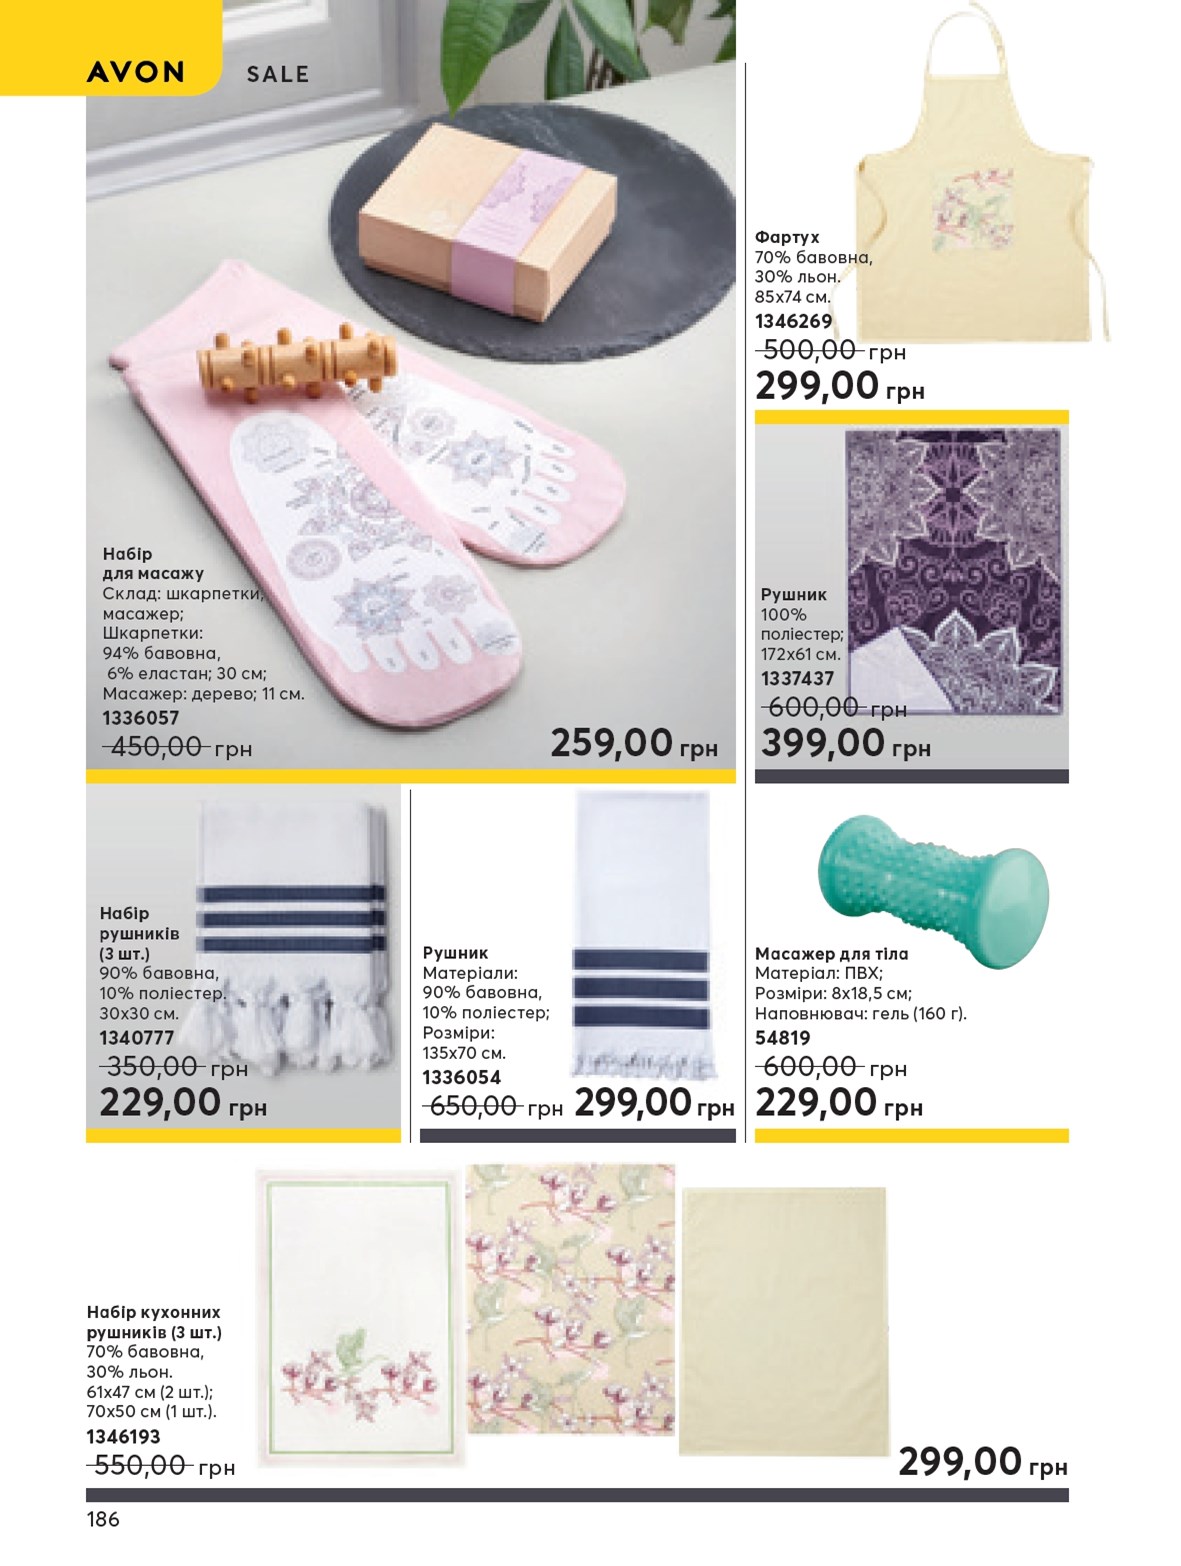 AVON
SALE
Фартух
70% бавовна,
30% льон.
85x74 см.
1346269
500,00 грн
299,00 грн
Набір
для масажу
Склад: шкарпетки,
масажер;
Шкарпетки:
94% бавовна,
6% еластан; 30 см;
Масажер: дерево; 11 см.
1336057
450,00 грн
259,00 грн
Рушник
100%
поліестер;
172x61 см.
1337437
600,00 грн
399,00 грн
Набір
рушників
(3 шт.)
90% бавовна,
10% поліестер.
30x30 см.
1340777
350,00 грн
229,00 грн
Рушник
Матеріали:
90% бавовна,
10% поліестер;
Розміри:
135x70 см.
1336054
650,00 грн 299,00 грн
Масажер для тіла
Матеріал: ПВХ;
Розміри: 8x18,5 см;
Наповнювач: гель (160 г).
54819
600,00 грн
229,00 грн
Набір кухонних
рушників (3 шт.)
70% бавовна,
30% льон.
61x47 см (2 шт.);
70x50 см (1 шт.).
1346193
550,00 грн
299,00 грн
186